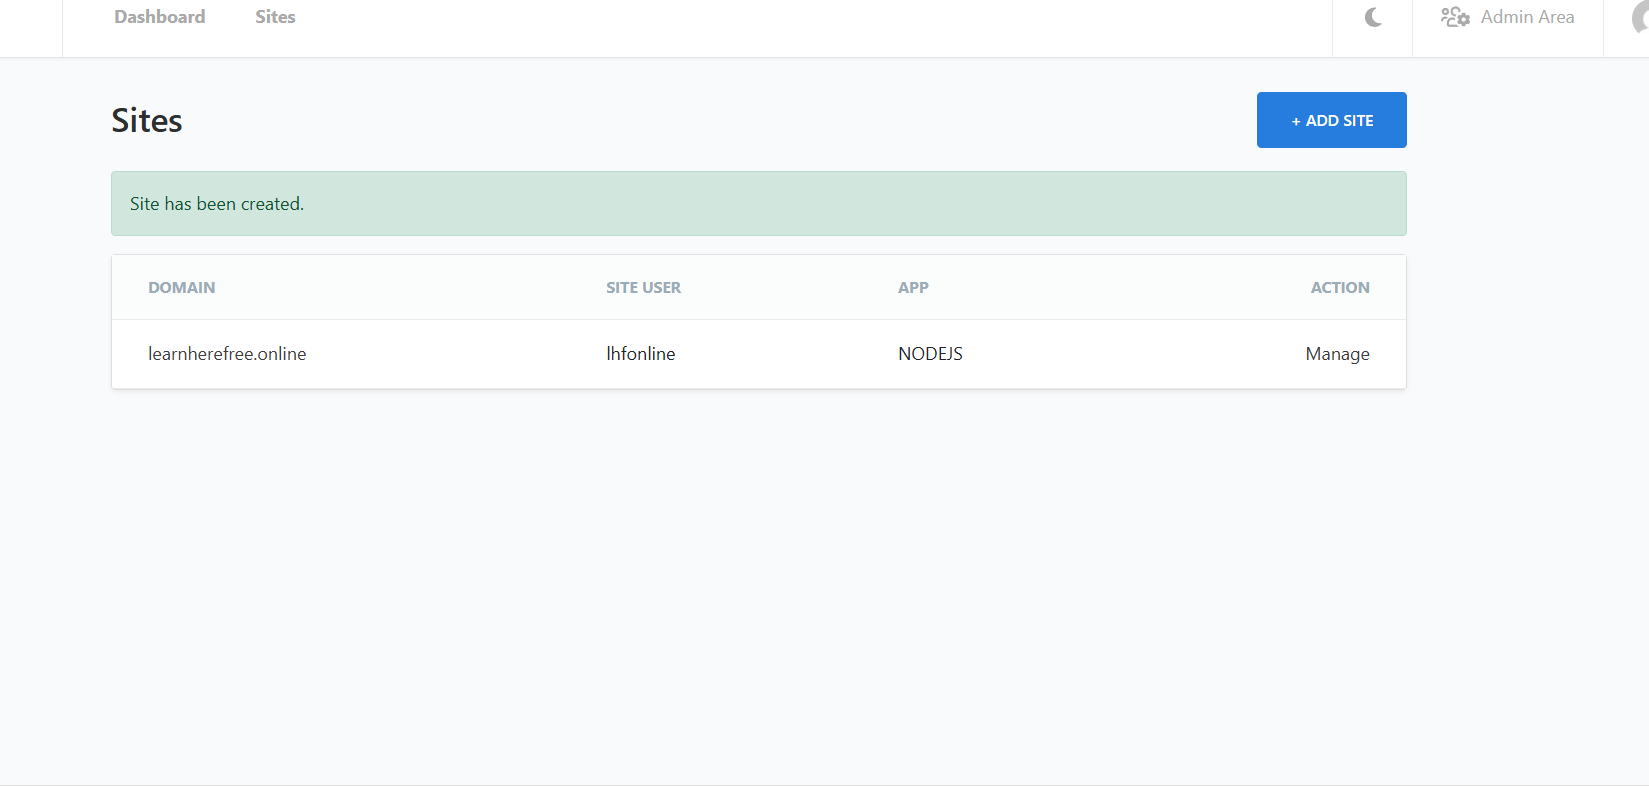 Dashboard Sites Admin Area
Sites + ADD SITE
Site has been created.
DOMAIN SITE USER APP ACTION
learnherefree.online lhfonline NODEJS Manage